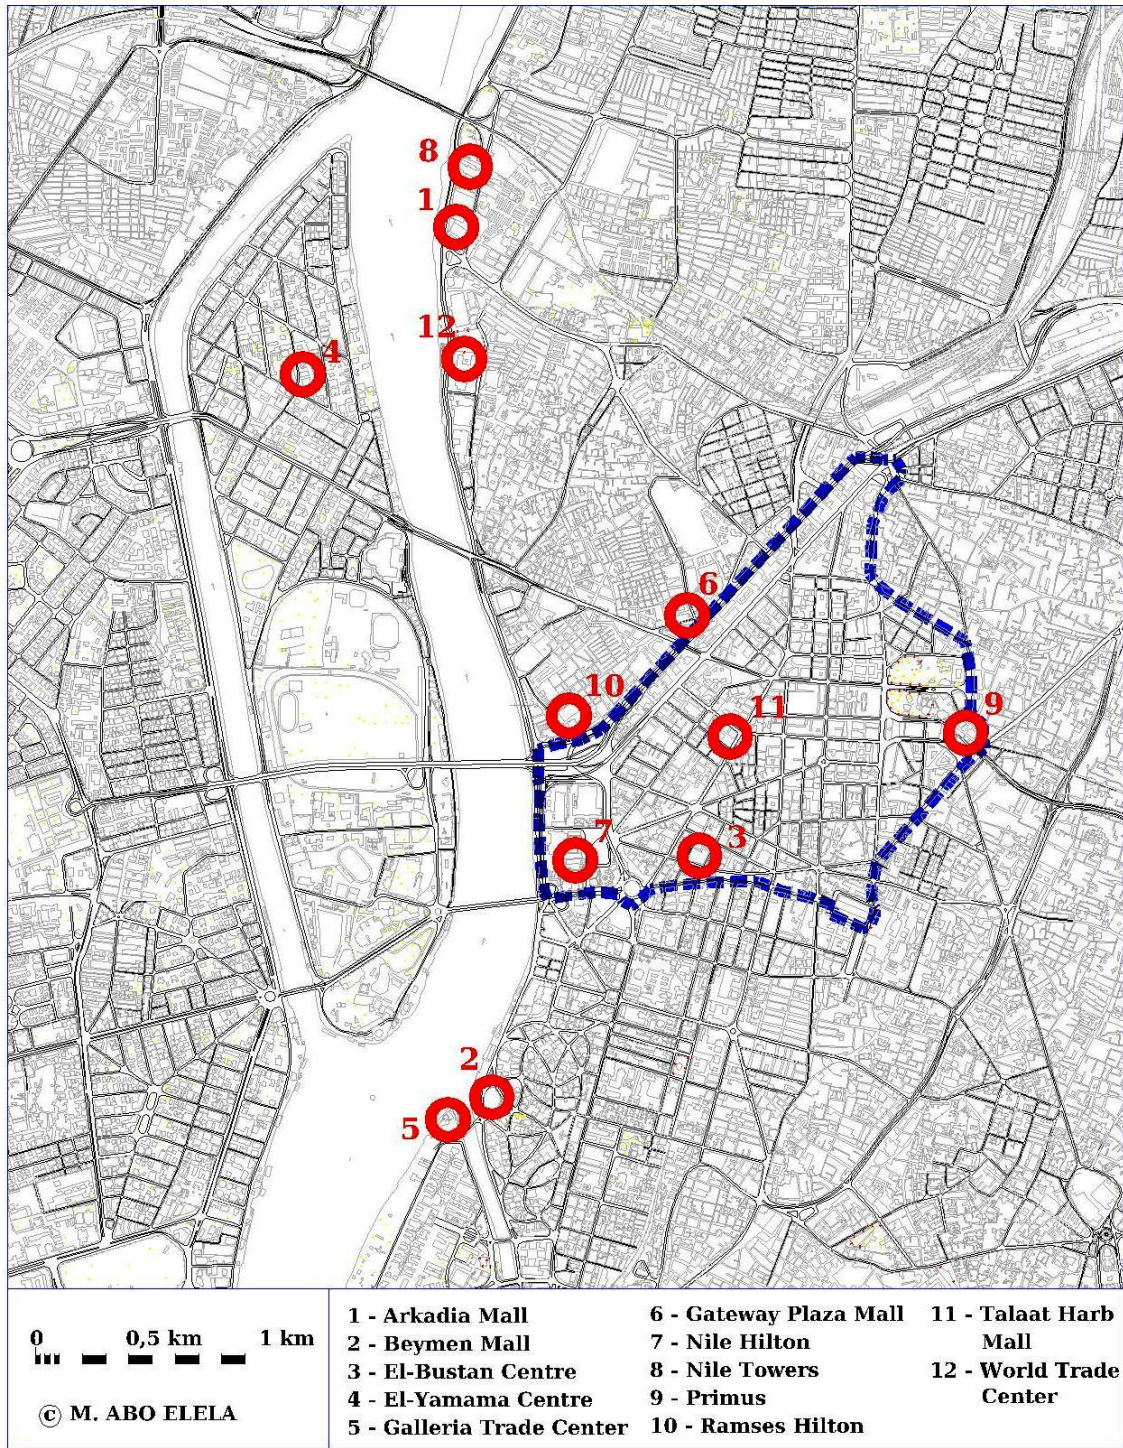 8
1
12
4
6
10
11
9
7
3
2
5
0 0,5 km 1 km
© M. ABO ELELA
1 - Arkadia Mall
2 - Beymen Mall
3 - El-Bustan Centre
4 - El-Yamama Centre
5 - Galleria Trade Center
6 - Gateway Plaza Mall
7 - Nile Hilton
8 - Nile Towers
9 - Primus
10 - Ramses Hilton
11 - Talaat Harb
Mall
12 - World Trade
Center